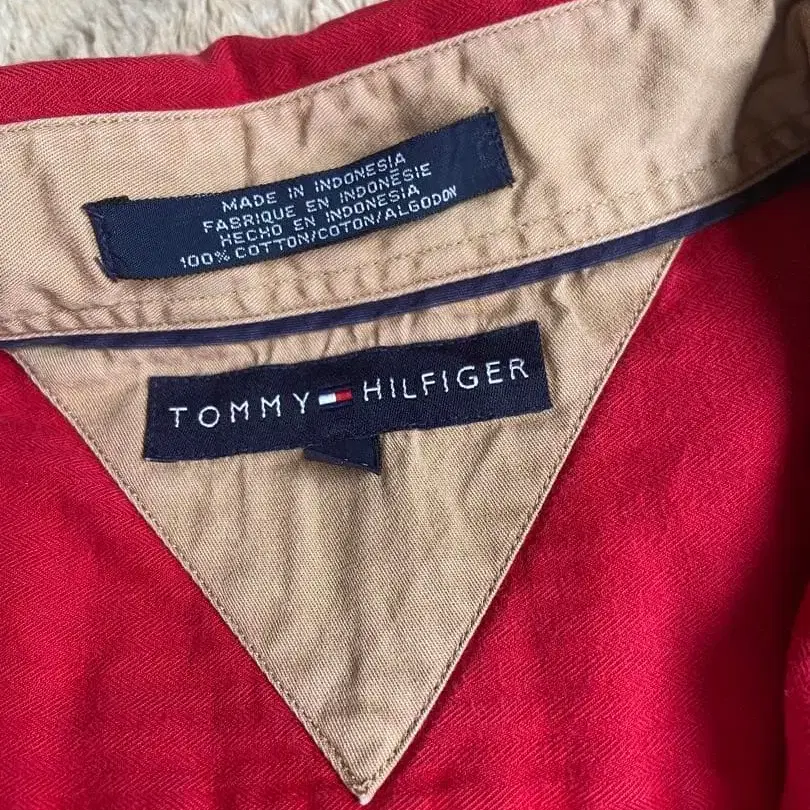 MADE IN INDONESIA
FABRIQUE EN INDONESIE
HECHO EN INDONESIA
100% COTTON/COTON/ALGODON
TOMMY HILFIGER